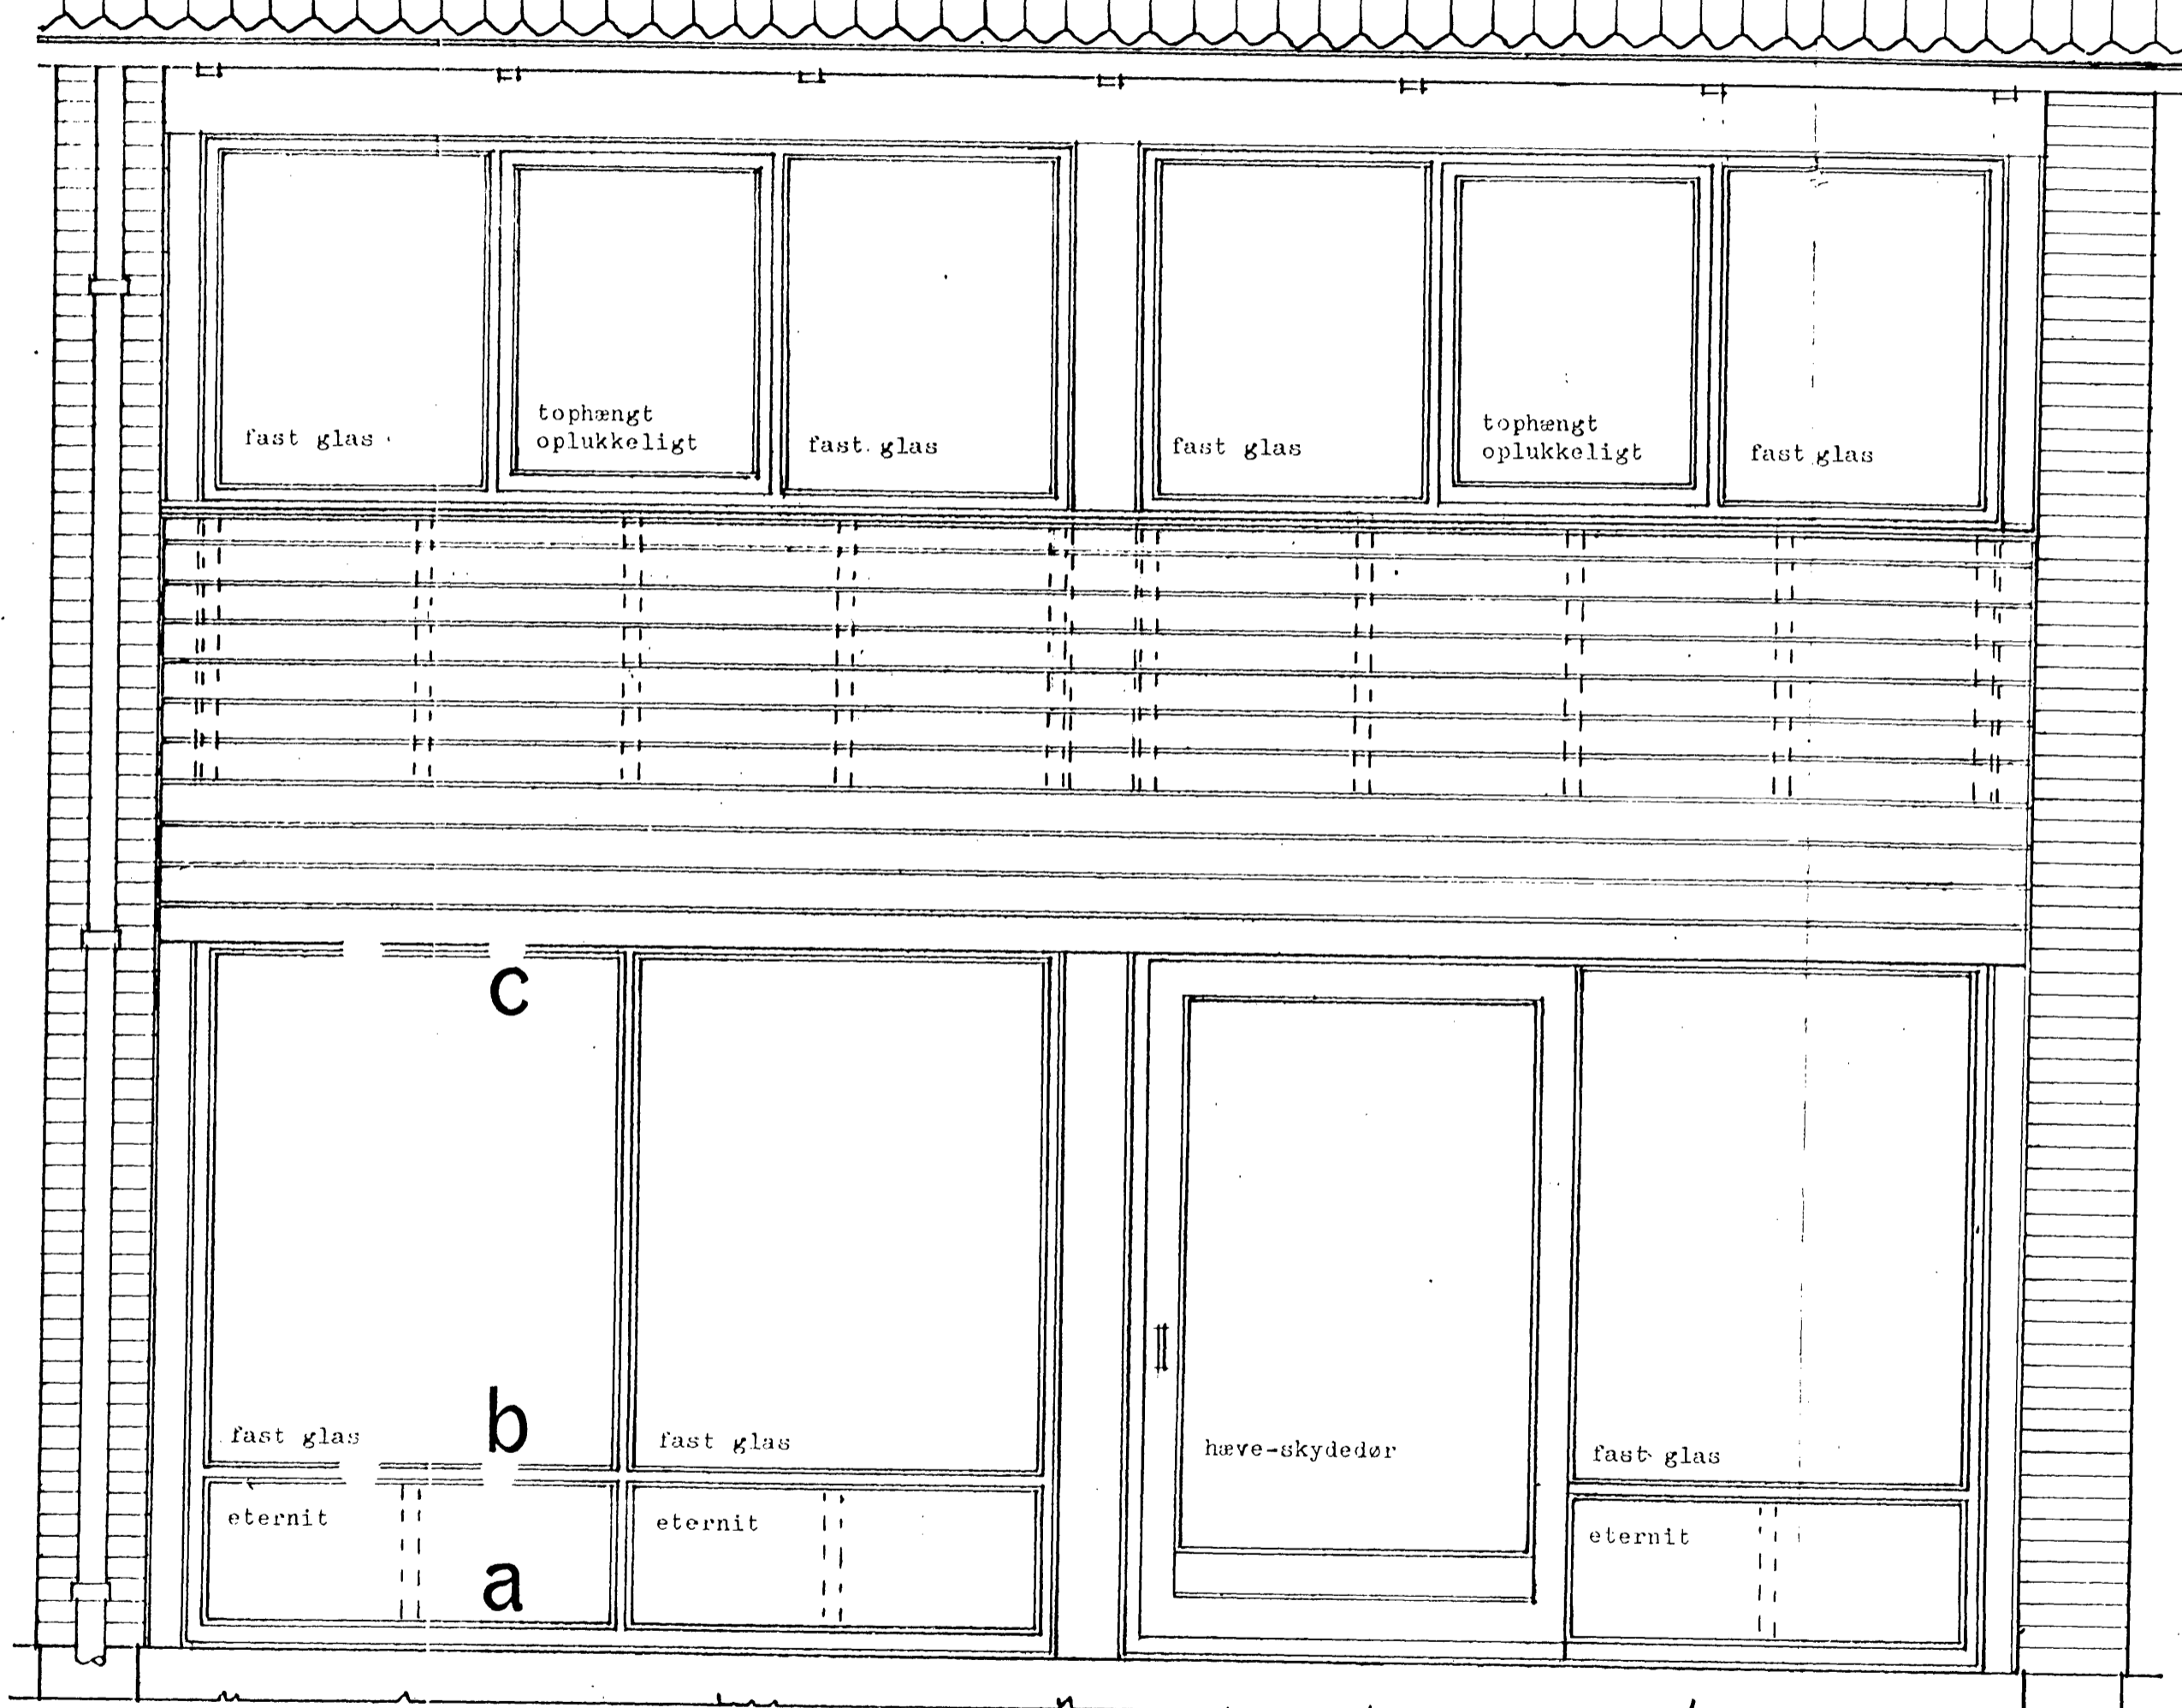 fast glas
tophængt
oplukkeligt
fast glas
fast glas
tophængt
oplukkeligt
fast glas
c
b
fast glas
fast glas
hæve-skydedør
fast glas
eternit
eternit
eternit
a